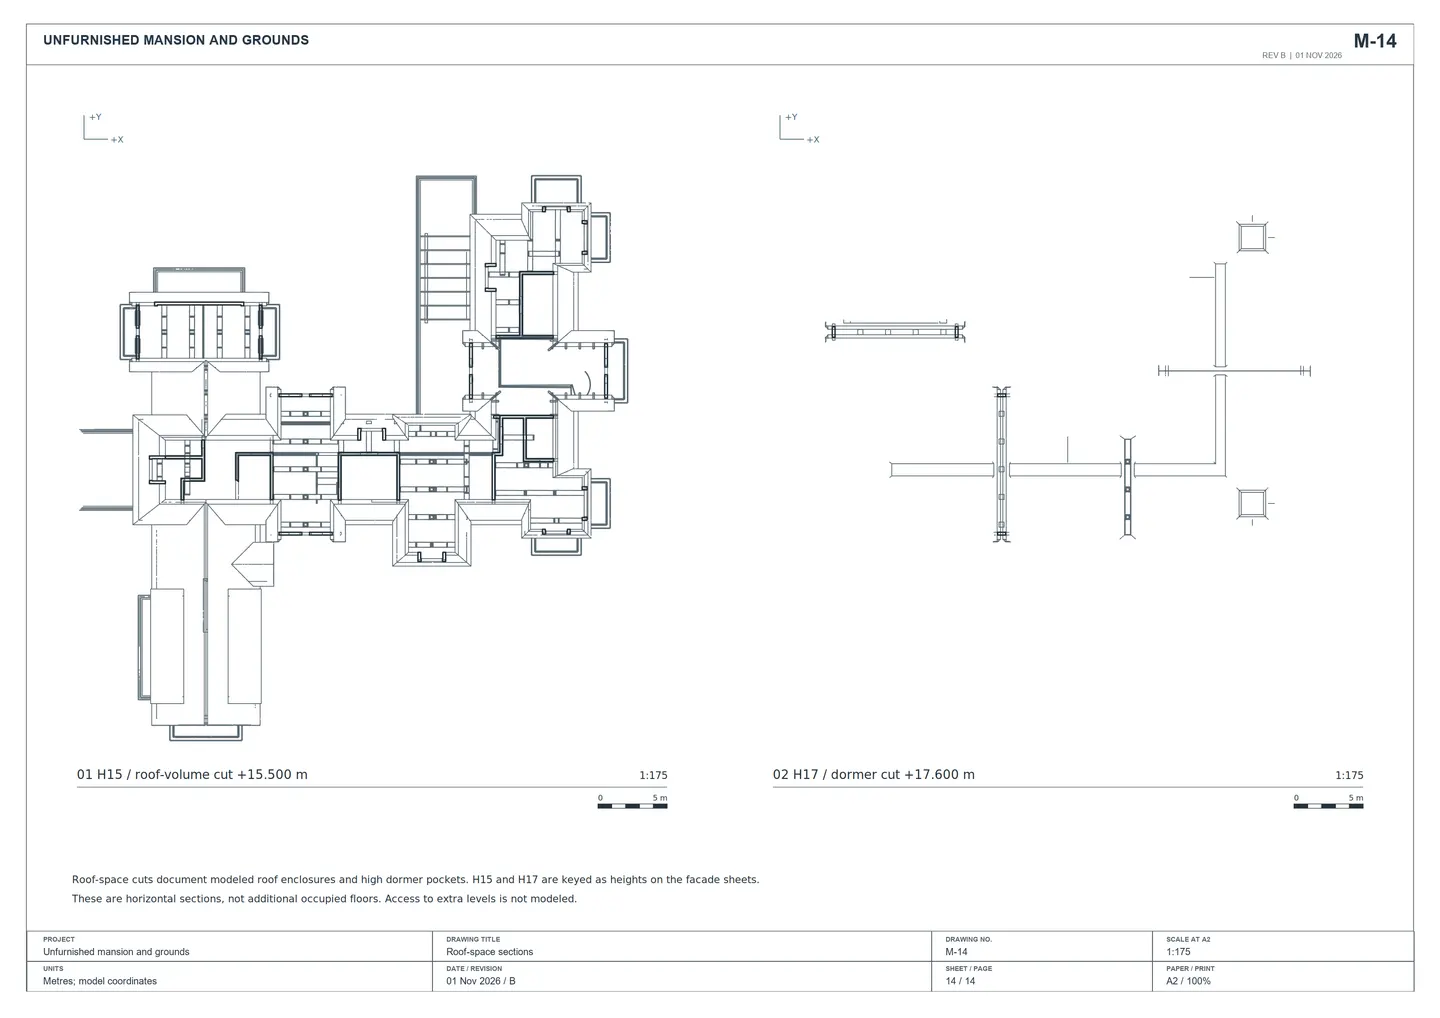 UNFURNISHED MANSION AND GROUNDS
M-14
REV B | 01 NOV 2026
+Y
+X
+Y
+X
01 H15 / roof-volume cut +15.500 m
1:175
0 5 m
02 H17 / dormer cut +17.600 m
1:175
0 5 m
Roof-space cuts document modeled roof enclosures and high dormer pockets. H15 and H17 are keyed as heights on the facade sheets.
These are horizontal sections, not additional occupied floors. Access to extra levels is not modeled.
PROJECT
Unfurnished mansion and grounds
DRAWING TITLE
Roof-space sections
DRAWING NO.
M-14
SCALE AT A2
1:175
UNITS
Metres; model coordinates
DATE / REVISION
01 Nov 2026 / B
SHEET / PAGE
14 / 14
PAPER / PRINT
A2 / 100%